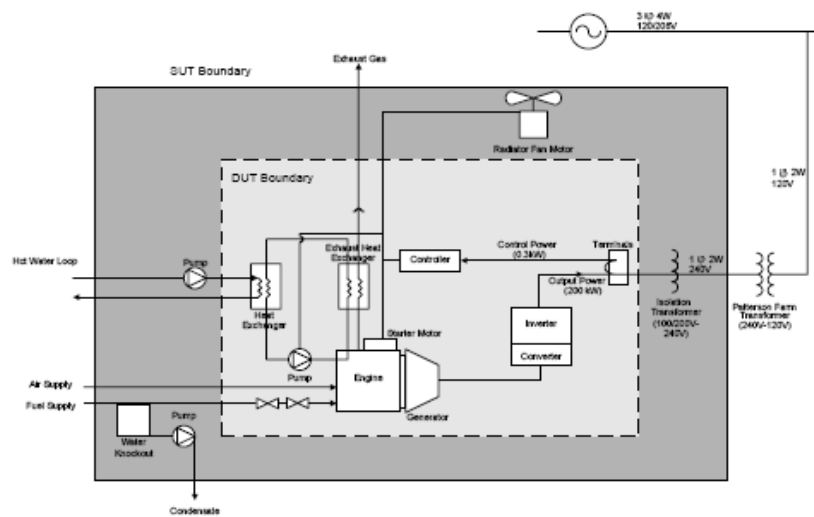 3 @ 4W
120/208V
Exhaust Gas
SUT Boundary
Radiator Fan Motor
DUT Boundary
1 @ 2W
120V
Hot Water Loop
Pump
Exhaust Heat
Exchanger
Controller
Control Power
(0.3kW)
Terminals
1 @ 2W
240V
Output Power
(200 kW)
Heat
Exchanger
Isolation
Transformer
(100/200V-
240V)
Patterson Farm
Transformer
(240V-120V)
Inverter
Converter
Starter Motor
Pump
Engine
Air Supply
Fuel Supply
Generator
Pump
Water
Knockout
Condensate